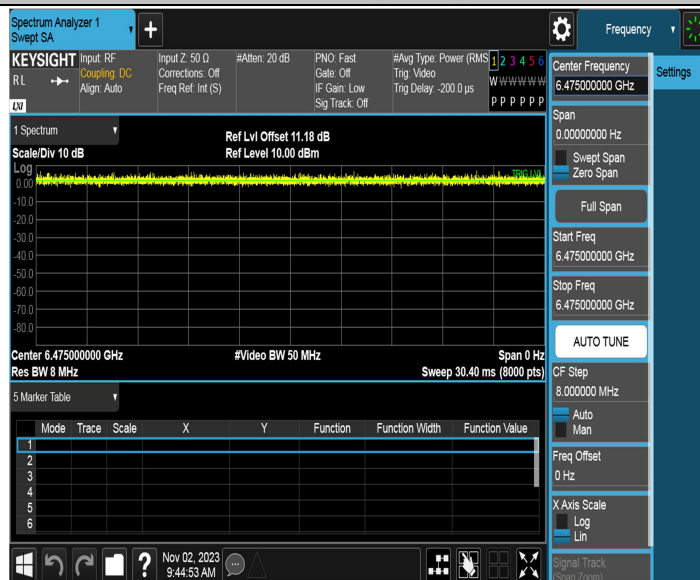 Spectrum Analyzer 1
Swept SA
+
Frequency
KEYSIGHT
RL
LXI
Input: RF
Coupling: DC
Align: Auto
Input Z: 50 Ω
Corrections: Off
Freq Ref: Int (S)
#Atten: 20 dB
PNO: Fast
Gate: Off
IF Gain: Low
Sig Track: Off
#Avg Type: Power (RMS
Trig: Video
Trig Delay: -200.0 µs
1 2 3 4 5 6
W W W W W W
P P P P P P
Center Frequency
6.475000000 GHz
Settings
Span
0.00000000 Hz
Swept Span
Zero Span
Full Span
Start Freq
6.475000000 GHz
Stop Freq
6.475000000 GHz
AUTO TUNE
CF Step
8.000000 MHz
Auto
Man
Freq Offset
0 Hz
X Axis Scale
Log
Lin
Signal Track
(Span Zoom)
1 Spectrum
Scale/Div 10 dB
Ref Lvl Offset 11.18 dB
Ref Level 10.00 dBm
Log
TRIG LVL
0.00
-10.0
-20.0
-30.0
-40.0
-50.0
-60.0
-70.0
-80.0
Center 6.475000000 GHz
#Video BW 50 MHz
Span 0 Hz
Res BW 8 MHz
Sweep 30.40 ms (8000 pts)
5 Marker Table
Mode Trace Scale X Y Function Function Width Function Value
1
2
3
4
5
6
?
Nov 02, 2023
9:44:53 AM